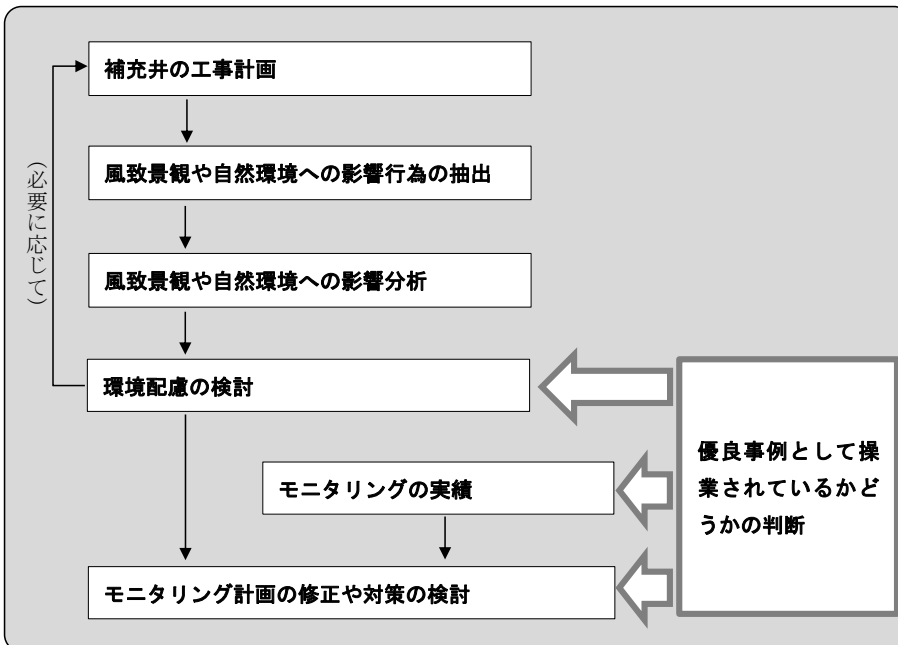 補充井の工事計画
風致景観や自然環境への影響行為の抽出
(必要に応じて)
風致景観や自然環境への影響分析
環境配慮の検討
モニタリングの実績
優良事例として操
業されているかど
うかの判断
モニタリング計画の修正や対策の検討